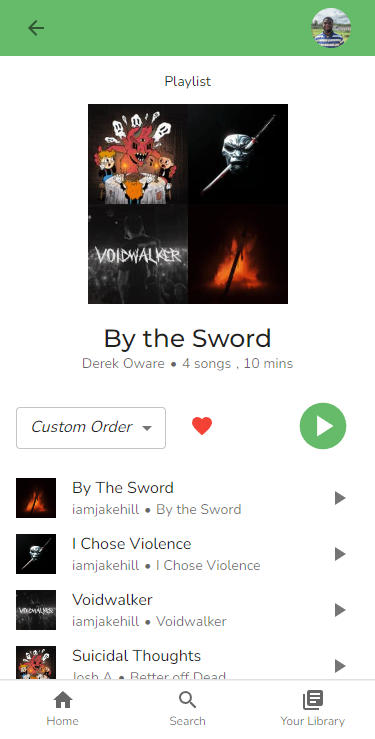 Playlist
VOIDWALKER
By the Sword
Derek Oware • 4 songs , 10 mins
Custom Order
By The Sword
iamjakehill • By the Sword
I Chose Violence
iamjakehill • I Chose Violence
Voidwalker
iamjakehill • Voidwalker
Suicidal Thoughts
Josh A • Better off Dead
Home
Search
Your Library